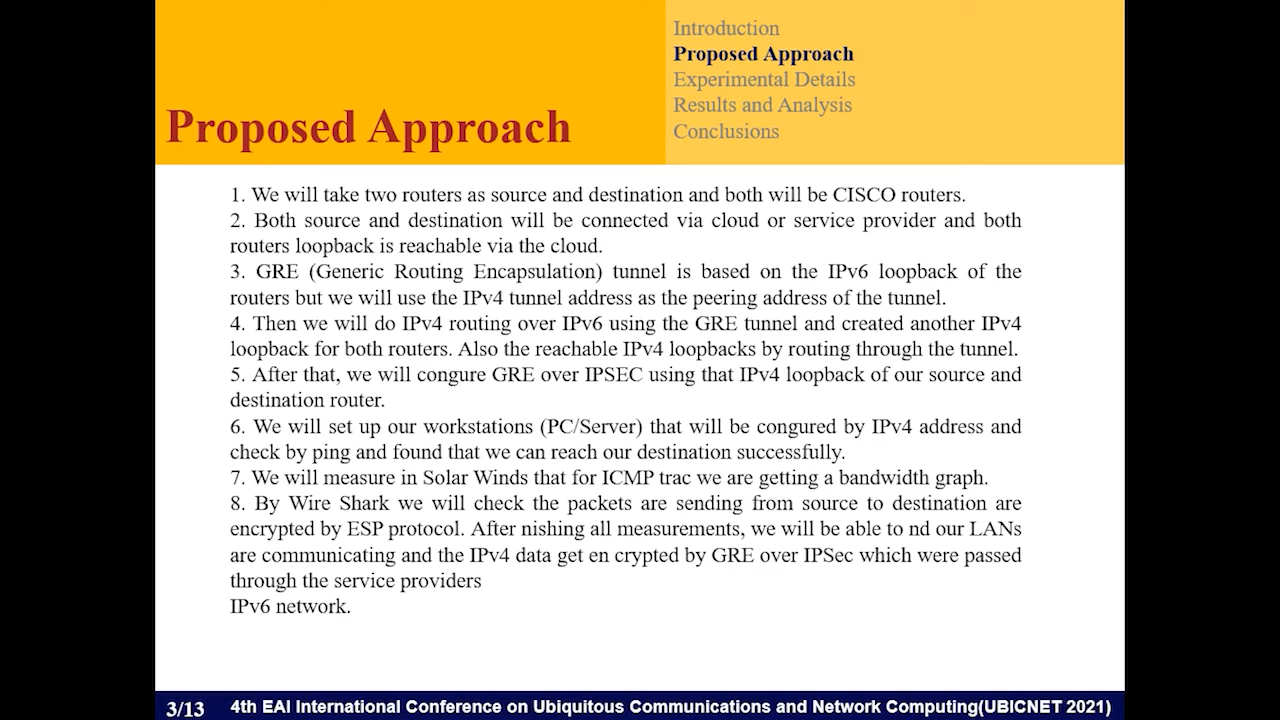 Introduction
Proposed Approach
Experimental Details
Results and Analysis
Conclusions
Proposed Approach
1. We will take two routers as source and destination and both will be CISCO routers.
2. Both source and destination will be connected via cloud or service provider and both
routers loopback is reachable via the cloud.
3. GRE (Generic Routing Encapsulation) tunnel is based on the IPv6 loopback of the
routers but we will use the IPv4 tunnel address as the peering address of the tunnel.
4. Then we will do IPv4 routing over IPv6 using the GRE tunnel and created another IPv4
loopback for both routers. Also the reachable IPv4 loopbacks by routing through the tunnel.
5. After that, we will congure GRE over IPSEC using that IPv4 loopback of our source and
destination router.
6. We will set up our workstations (PC/Server) that will be congured by IPv4 address and
check by ping and found that we can reach our destination successfully.
7. We will measure in Solar Winds that for ICMP trac we are getting a bandwidth graph.
8. By Wire Shark we will check the packets are sending from source to destination are
encrypted by ESP protocol. After nishing all measurements, we will be able to nd our LANs
are communicating and the IPv4 data get en crypted by GRE over IPSec which were passed
through the service providers
IPv6 network.
3/13 4th EAI International Conference on Ubiquitous Communications and Network Computing(UBICNET 2021)